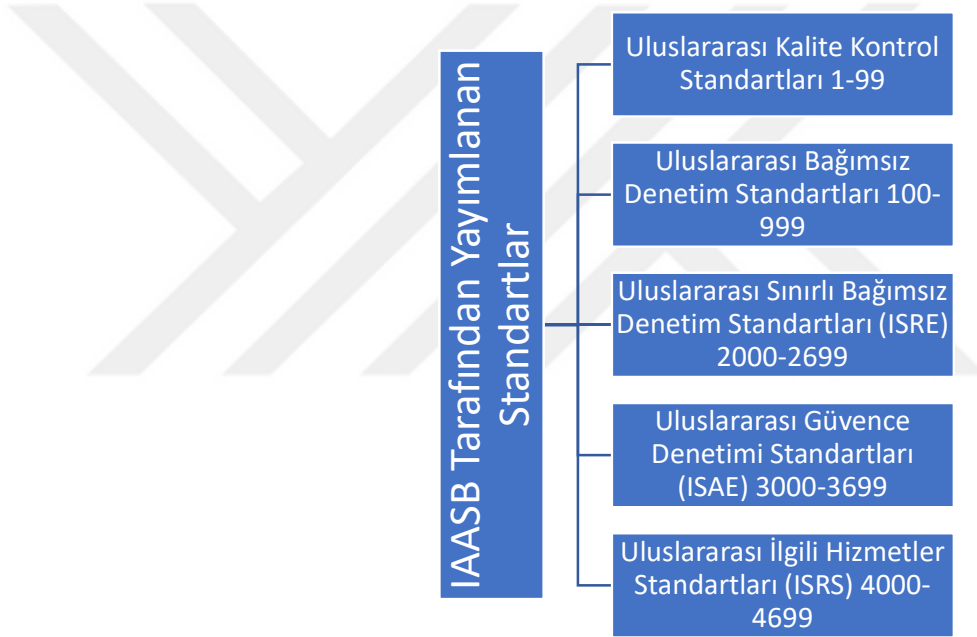 IAASB Tarafından Yayımlanan
Standartlar
Uluslararası Kalite Kontrol
Standartları 1-99
Uluslararası Bağımsız
Denetim Standartları 100-
999
Uluslararası Sınırlı Bağımsız
Denetim Standartları (ISRE)
2000-2699
Uluslararası Güvence
Denetimi Standartları
(ISAE) 3000-3699
Uluslararası İlgili Hizmetler
Standartları (ISRS) 4000-
4699